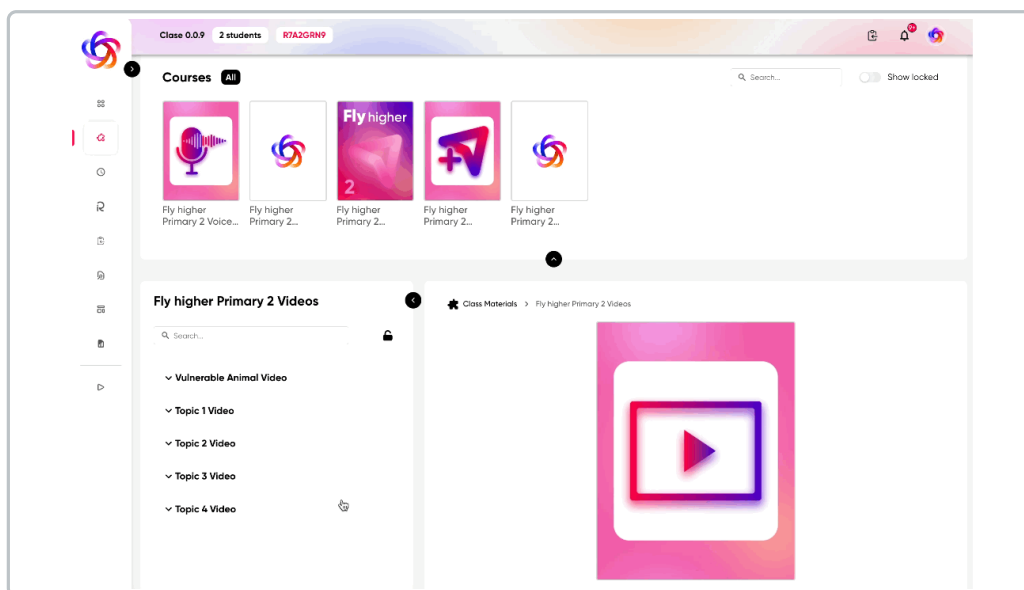 Clase 0.0.9 2 students R7A2GRN9 9+
Courses All Search... Show locked
Fly higher
2
Fly higher Primary 2 Voice...
Fly higher Primary 2...
Fly higher Primary 2...
Fly higher Primary 2...
Fly higher Primary 2...
Fly higher Primary 2 Videos
Search...
Vulnerable Animal Video
Topic 1 Video
Topic 2 Video
Topic 3 Video
Topic 4 Video
Class Materials > Fly higher Primary 2 Videos